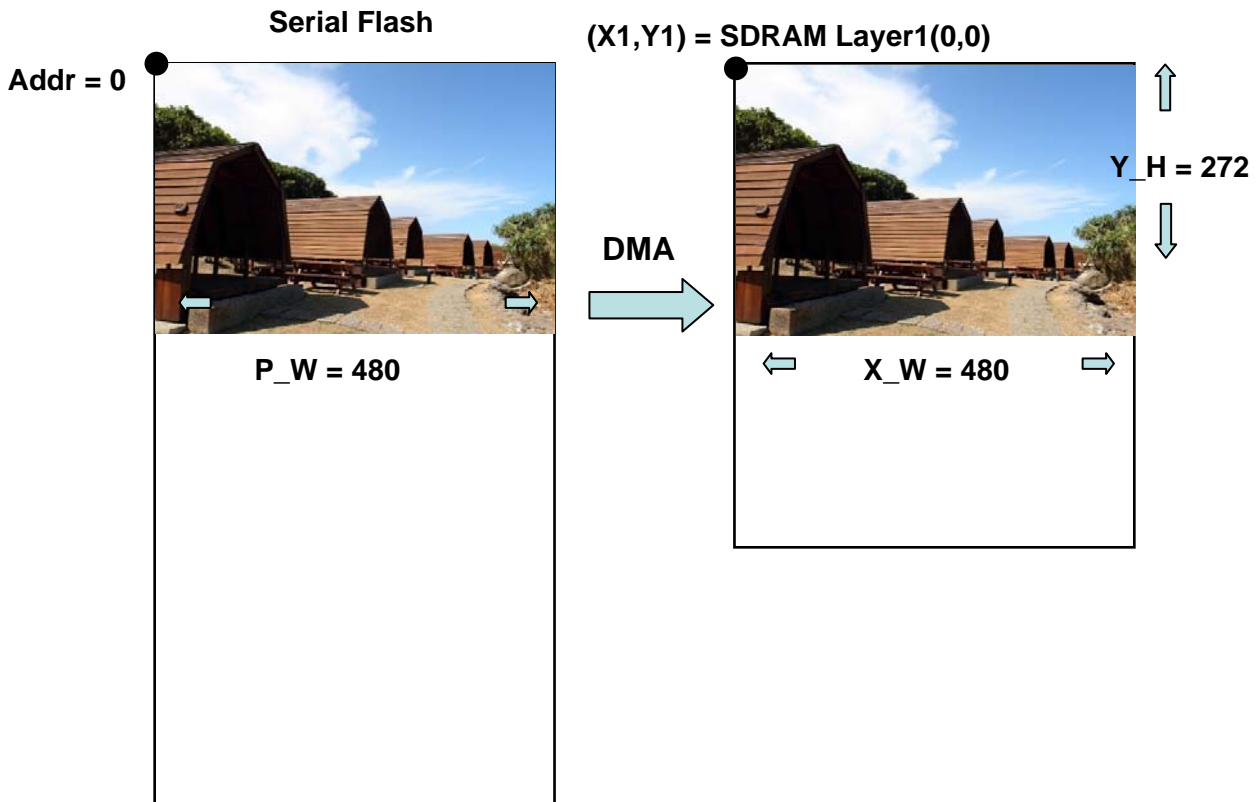 Serial Flash
(X1,Y1) = SDRAM Layer1(0,0)
Addr = 0
Y_H = 272
DMA
P_W = 480
X_W = 480